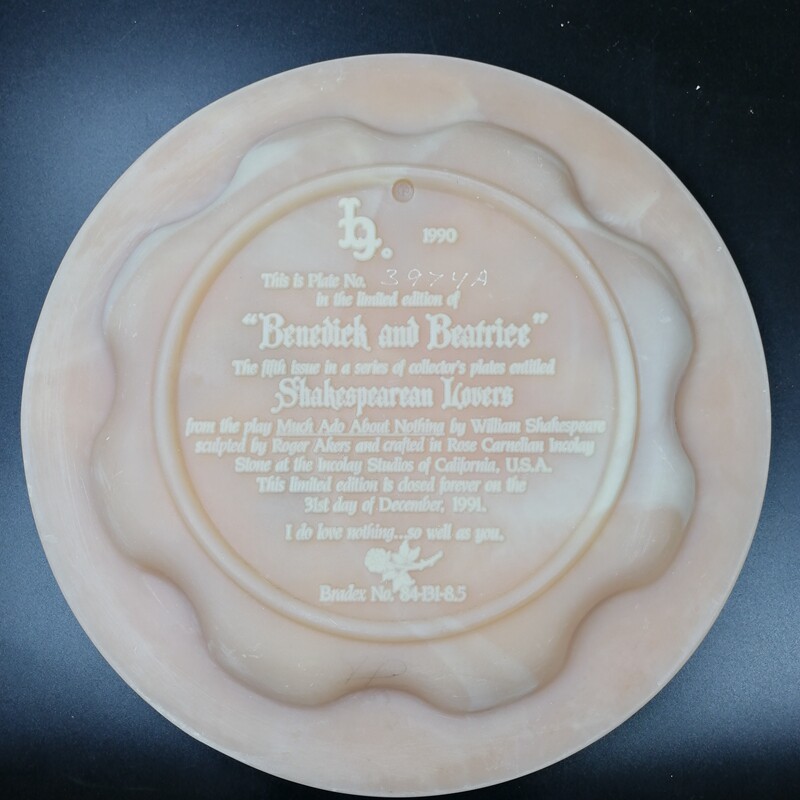 1990
This is Plate No. 3974A
in the limited edition of
"Benedick and Beatrice"
The fifth issue in a series of collector's plates entitled
Shakespearean Lovers
from the play Much Ado About Nothing by William Shakespeare
sculpted by Roger Akers and crafted in Rose Carnelian Incolay
Stone at the Incolay Studios of California, U.S.A.
This limited edition is closed forever on the
31st day of December, 1991.
I do love nothing...so well as you.
Bradex No. 84-131-8.5